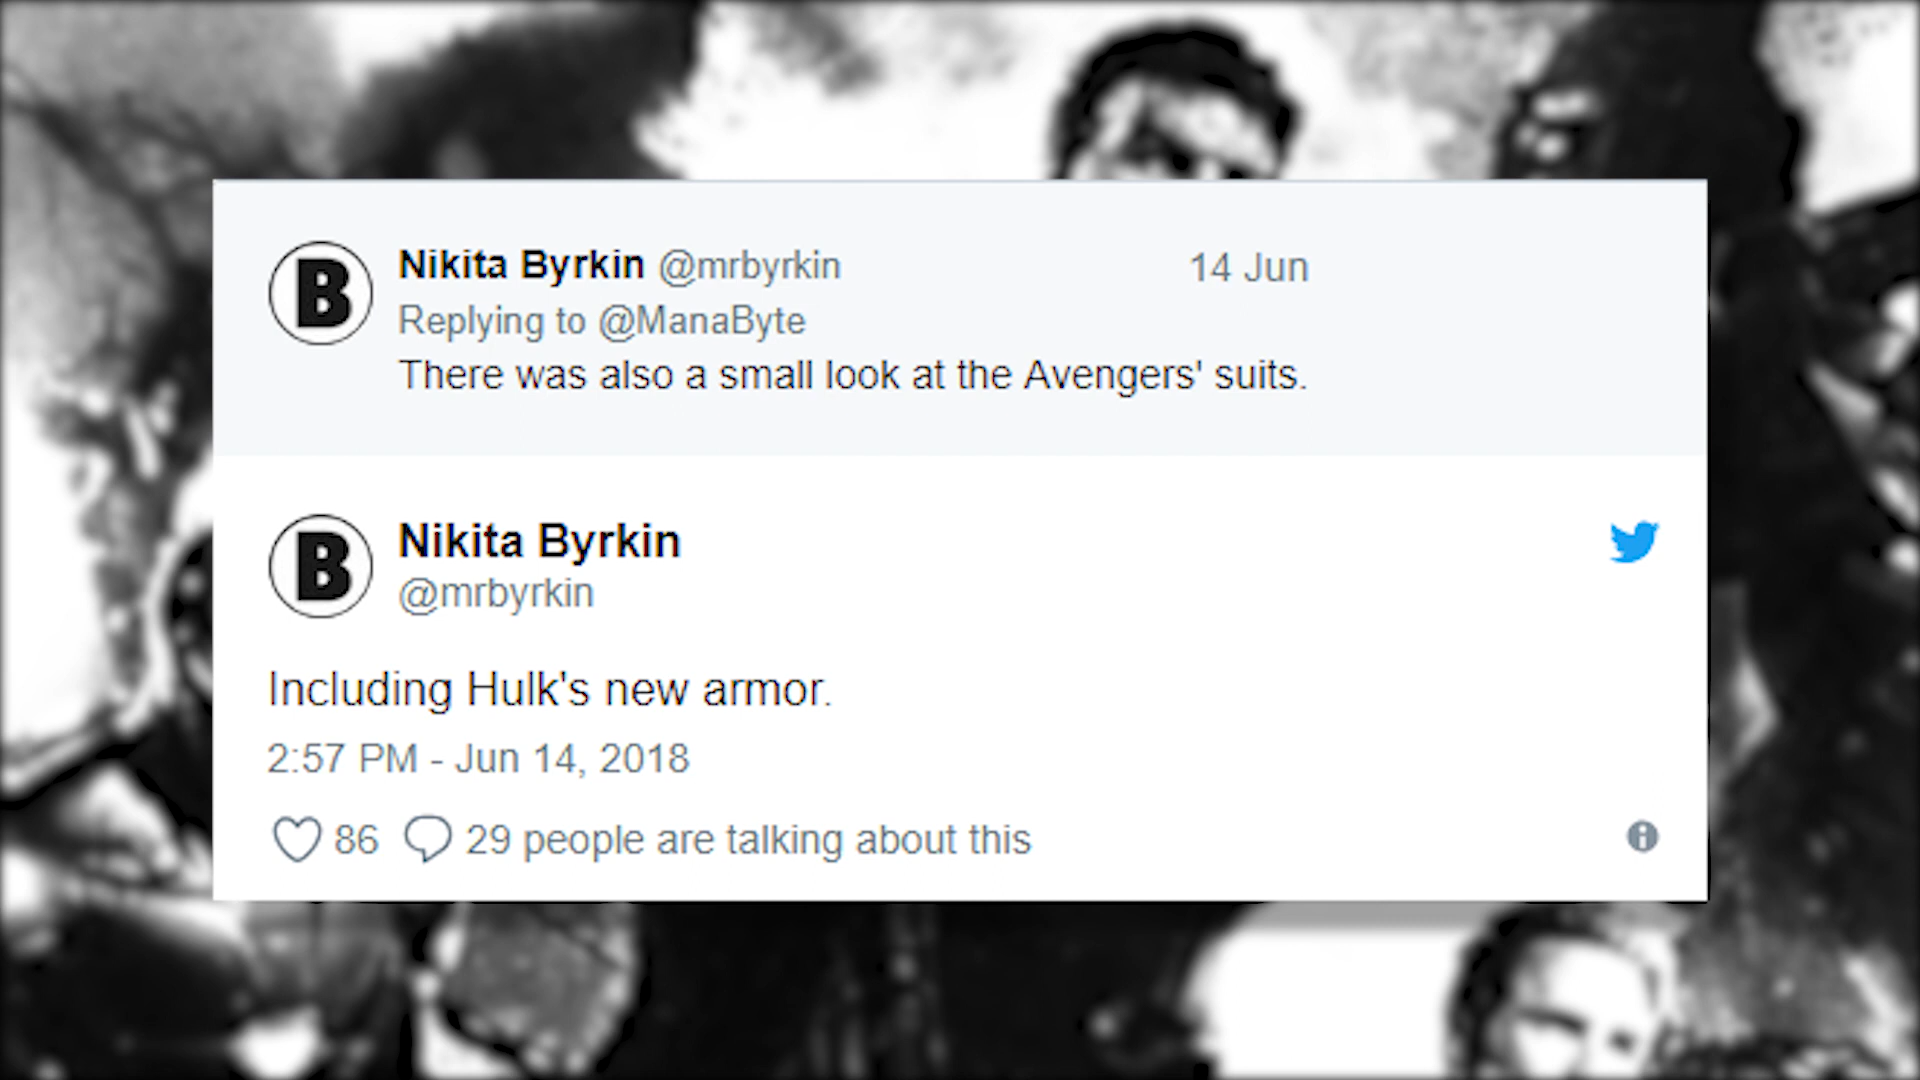 B
Nikita Byrkin @mrbyrkin 14 Jun
Replying to @ManaByte
There was also a small look at the Avengers' suits.
B
Nikita Byrkin
@mrbyrkin
Including Hulk's new armor.
2:57 PM - Jun 14, 2018
86 29 people are talking about this